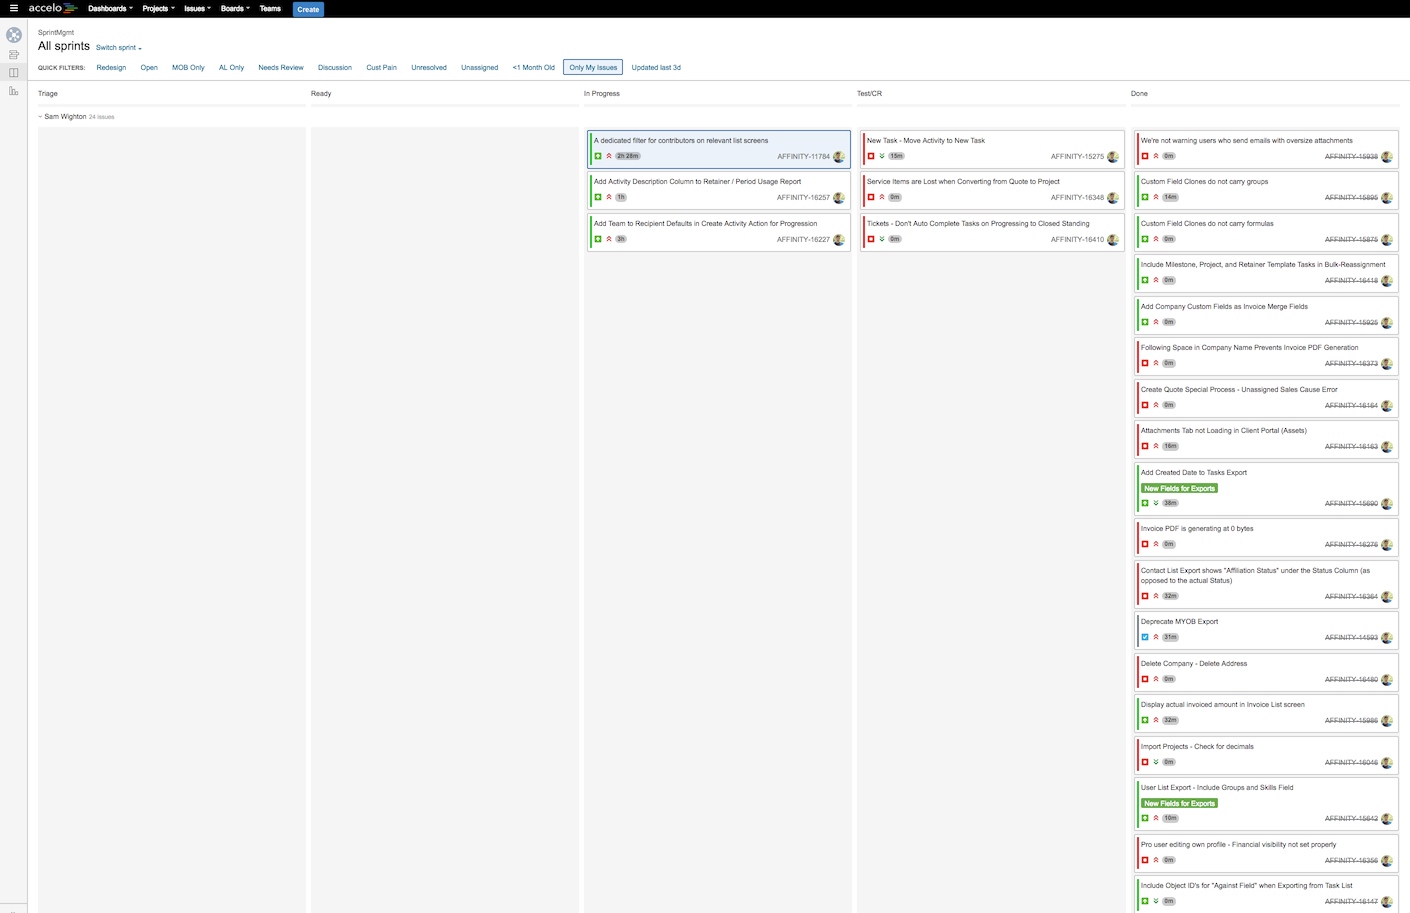 accelo Dashboards Projects Issues Boards Teams Create
SprintMgmt
All sprints Switch sprint
QUICK FILTERS: Redesign Open MOB Only AL Only Needs Review Discussion Cust Pain Unresolved Unassigned <1 Month Old Only My Issues Updated last 3d
Triage Ready In Progress Test/CR Done
Sam Wighton 24 issues
A dedicated filter for contributors on relevant list screens
2h 28m AFFINITY-11784
Add Activity Description Column to Retainer / Period Usage Report
1h AFFINITY-16257
Add Team to Recipient Defaults in Create Activity Action for Progression
3h AFFINITY-16227
New Task - Move Activity to New Task
15m AFFINITY-15275
Service Items are Lost when Converting from Quote to Project
0m AFFINITY-16348
Tickets - Don't Auto Complete Tasks on Progressing to Closed Standing
0m AFFINITY-16410
We're not warning users who send emails with oversize attachments
0m AFFINITY-15938
Custom Field Clones do not carry groups
14m AFFINITY-15895
Custom Field Clones do not carry formulas
0m AFFINITY-15875
Include Milestone, Project, and Retainer Template Tasks in Bulk-Reassignment
0m AFFINITY-16418
Add Company Custom Fields as Invoice Merge Fields
0m AFFINITY-15925
Following Space in Company Name Prevents Invoice PDF Generation
0m AFFINITY-16373
Create Quote Special Process - Unassigned Sales Cause Error
0m AFFINITY-16164
Attachments Tab not Loading in Client Portal (Assets)
16m AFFINITY-16163
Add Created Date to Tasks Export
New Fields for Exports
38m AFFINITY-15690
Invoice PDF is generating at 0 bytes
0m AFFINITY-16276
Contact List Export shows "Affiliation Status" under the Status Column (as
opposed to the actual Status)
32m AFFINITY-16364
Deprecate MYOB Export
31m AFFINITY-14593
Delete Company - Delete Address
0m AFFINITY-16480
Display actual invoiced amount in Invoice List screen
32m AFFINITY-15986
Import Projects - Check for decimals
0m AFFINITY-16046
User List Export - Include Groups and Skills Field
New Fields for Exports
10m AFFINITY-15642
Pro user editing own profile - Financial visibility not set properly
0m AFFINITY-16356
Include Object ID's for "Against Field" when Exporting from Task List
0m AFFINITY-16147